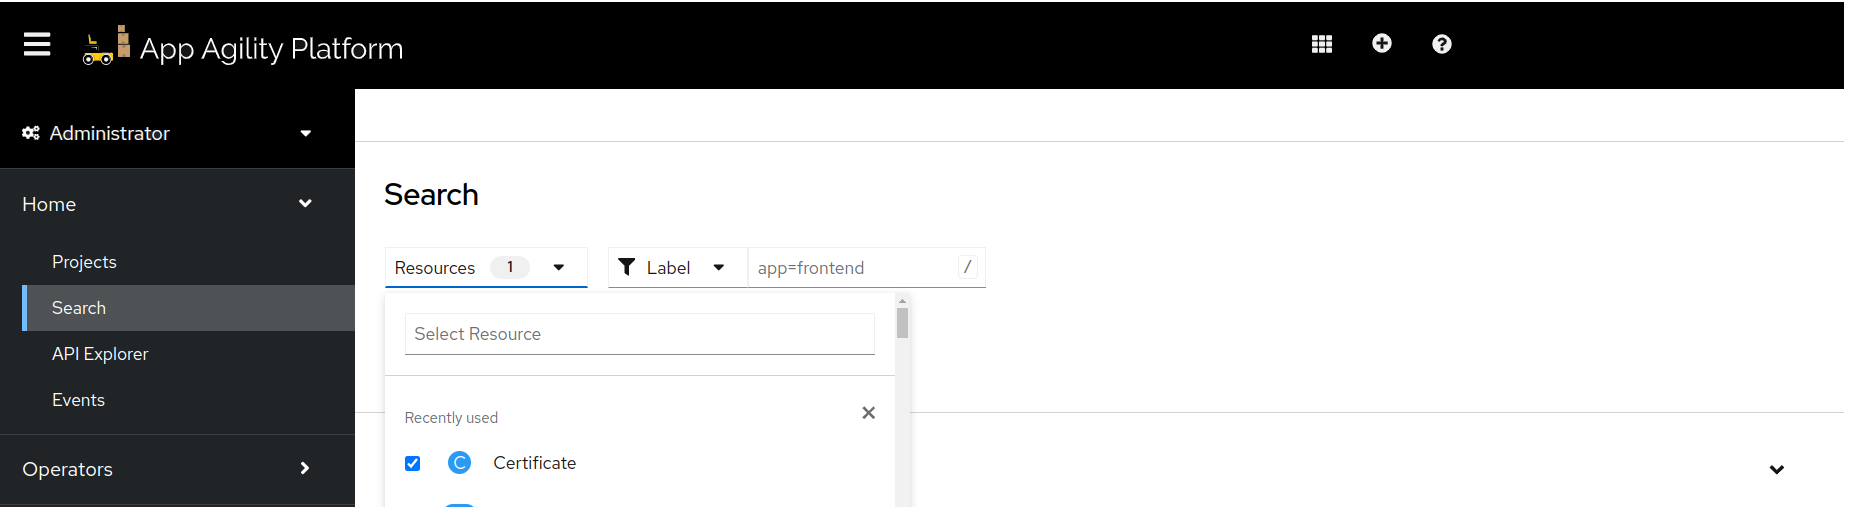 App Agility Platform
Administrator
Home
Projects
Search
API Explorer
Events
Operators
Search
Resources 1
Label
app=frontend /
Select Resource
Recently used
C Certificate